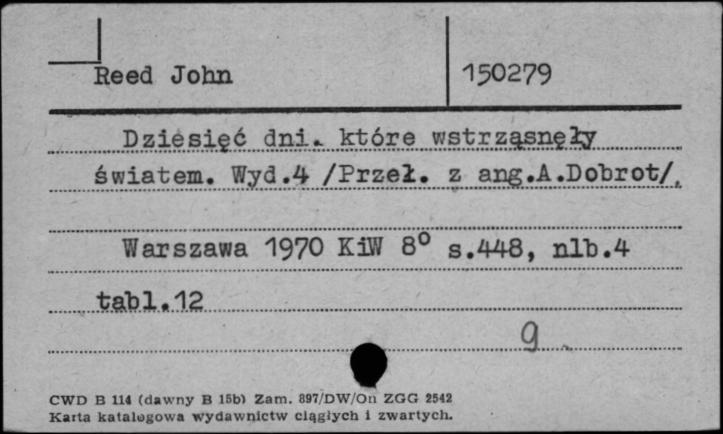 Reed John 150279
Dziesięć dni. które wstrząsnęły
światem. Wyd.4 /Przeł. z ang.A.Dobrot/.
Warszawa 1970 KiW 8° s.448, nlb.4
tabl.12
9
CWD B 114 (dawny B 15b) Zam. 897/DW/On ZGG 2542
Karta katalogowa wydawnictw ciągłych i zwartych.